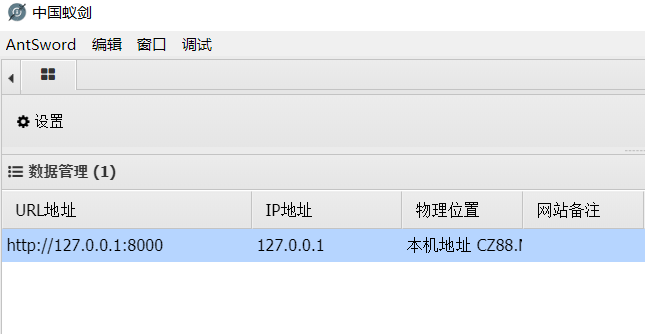 中国蚁剑
AntSword 编辑 窗口 调试
设置
数据管理 (1)
URL地址 IP地址 物理位置 网站备注
http://127.0.0.1:8000 127.0.0.1 本机地址 CZ88.